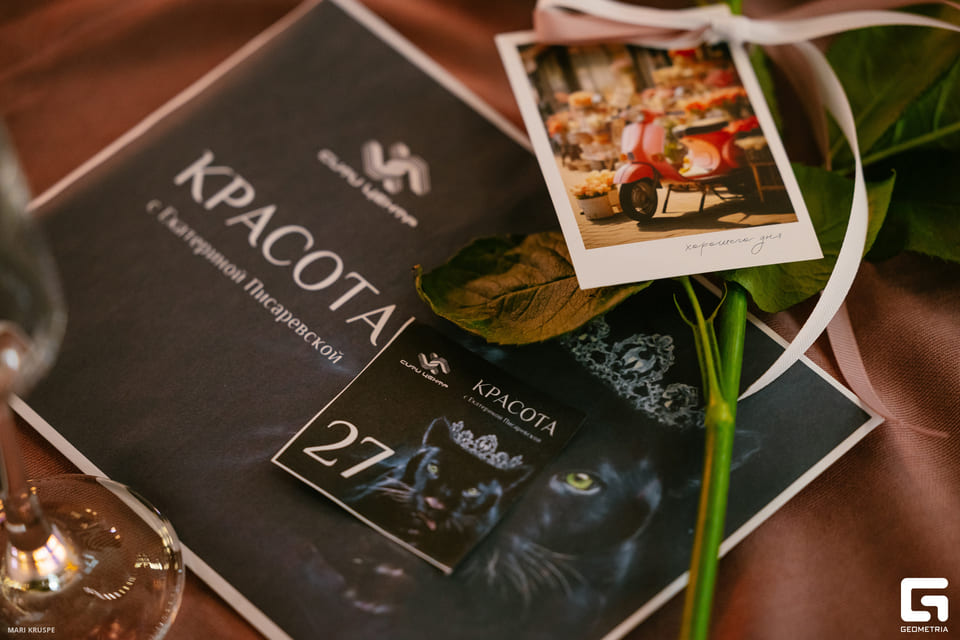 СИТИ ЦЕНТР
КРАСОТА
с Екатериной Писаревской
хорошего дня
СИТИ ЦЕНТР
КРАСОТА
с Екатериной Писаревской
27
MARI KRUSPE
GEOMETRIA